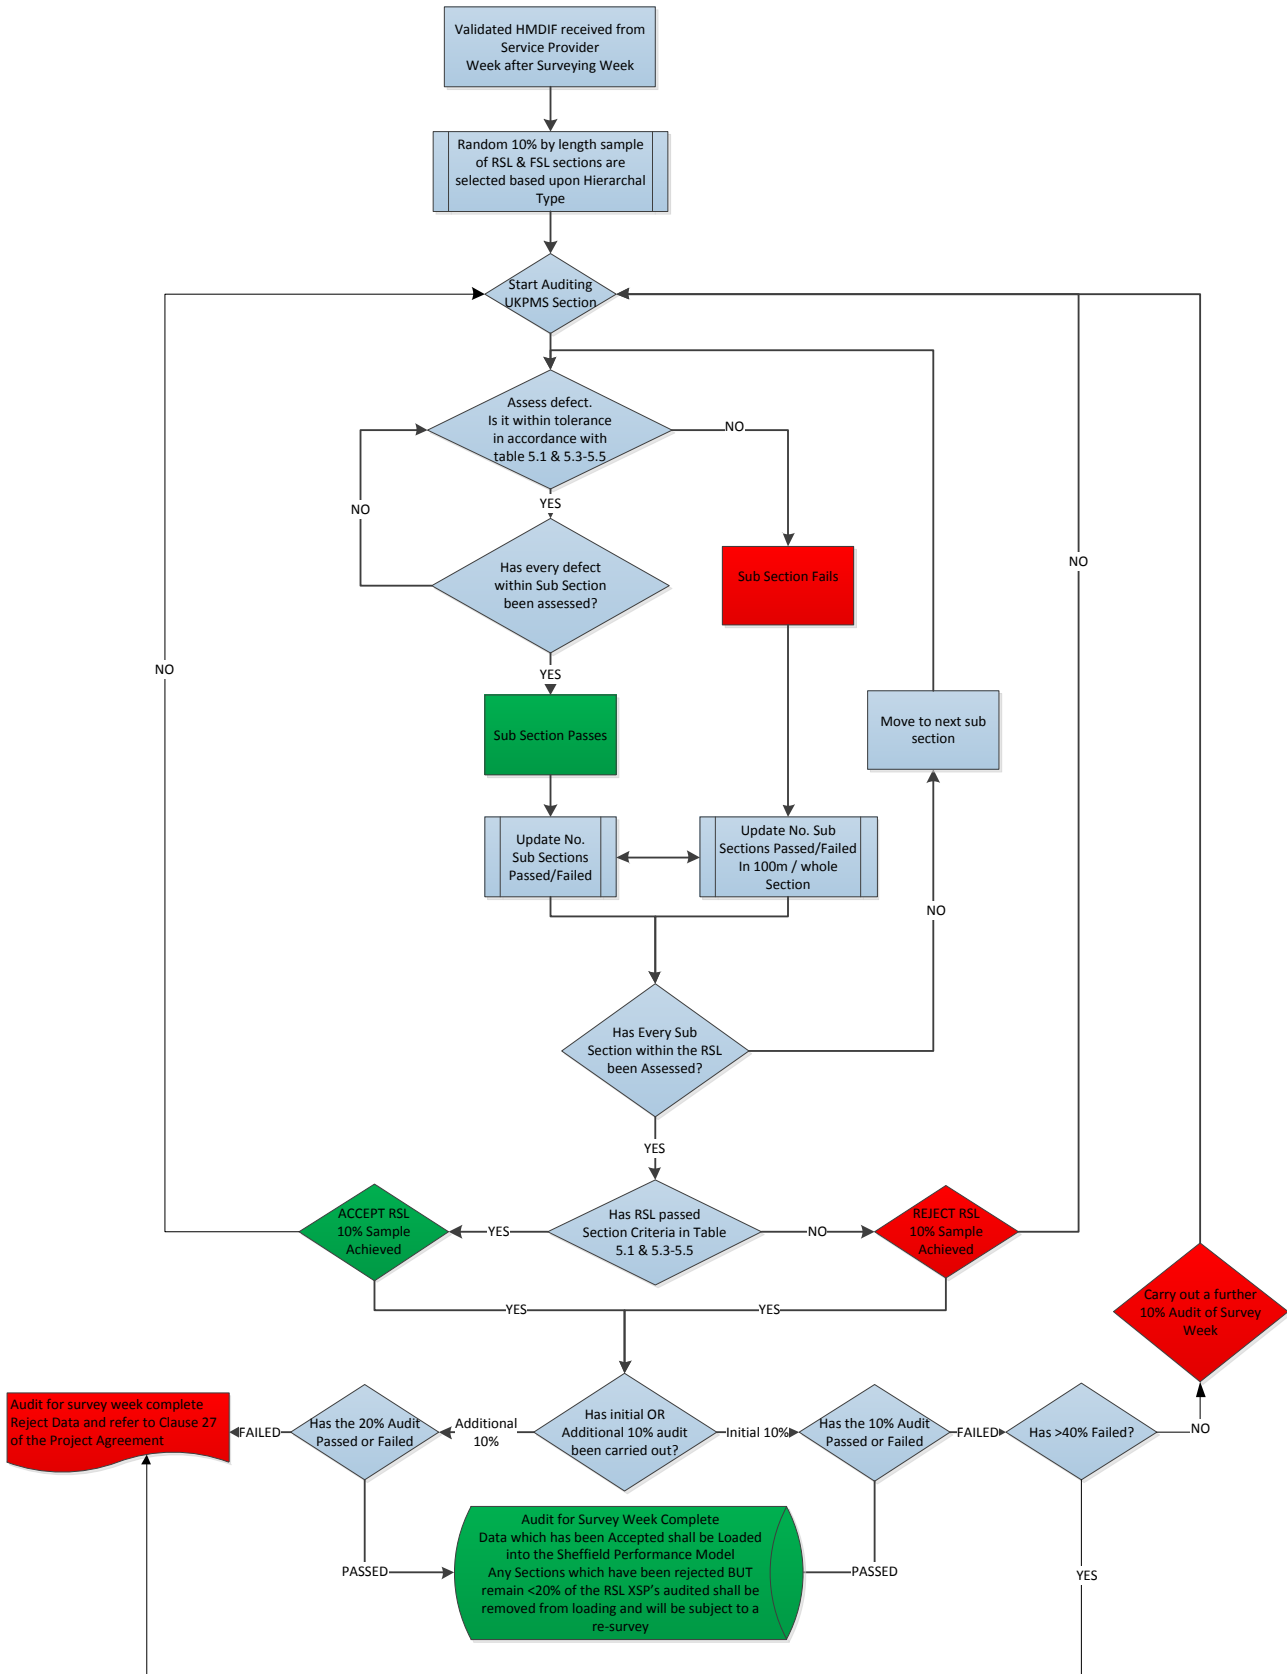 Validated HMDIF received from
Service Provider
Week after Surveying Week
Random 10% by length sample
of RSL & FSL sections are
selected based upon Hierarchal
Type
Start Auditing
UKPMS Section
Assess defect.
Is it within tolerance
in accordance with
table 5.1 & 5.3-5.5
NO
YES
NO
Has every defect
within Sub Section
been assessed?
Sub Section Fails
NO
NO
YES
Sub Section Passes
Move to next sub
section
Update No.
Sub Sections
Passed/Failed
Update No. Sub
Sections Passed/Failed
In 100m / whole
Section
NO
Has Every Sub
Section within the RSL
been Assessed?
YES
ACCEPT RSL
10% Sample
Achieved
YES
Has RSL passed
Section Criteria in Table
5.1 & 5.3-5.5
NO
REJECT RSL
10% Sample
Achieved
YES
YES
Carry out a further
10% Audit of Survey
Week
Audit for survey week complete
Reject Data and refer to Clause 27
of the Project Agreement
FAILED
Has the 20% Audit
Passed or Failed
Additional
10%
Has initial OR
Additional 10% audit
been carried out?
Initial 10%
Has the 10% Audit
Passed or Failed
FAILED
Has >40% Failed?
NO
PASSED
Audit for Survey Week Complete
Data which has been Accepted shall be Loaded
into the Sheffield Performance Model
Any Sections which have been rejected BUT
remain <20% of the RSL XSP's audited shall be
removed from loading and will be subject to a
re-survey
PASSED
YES